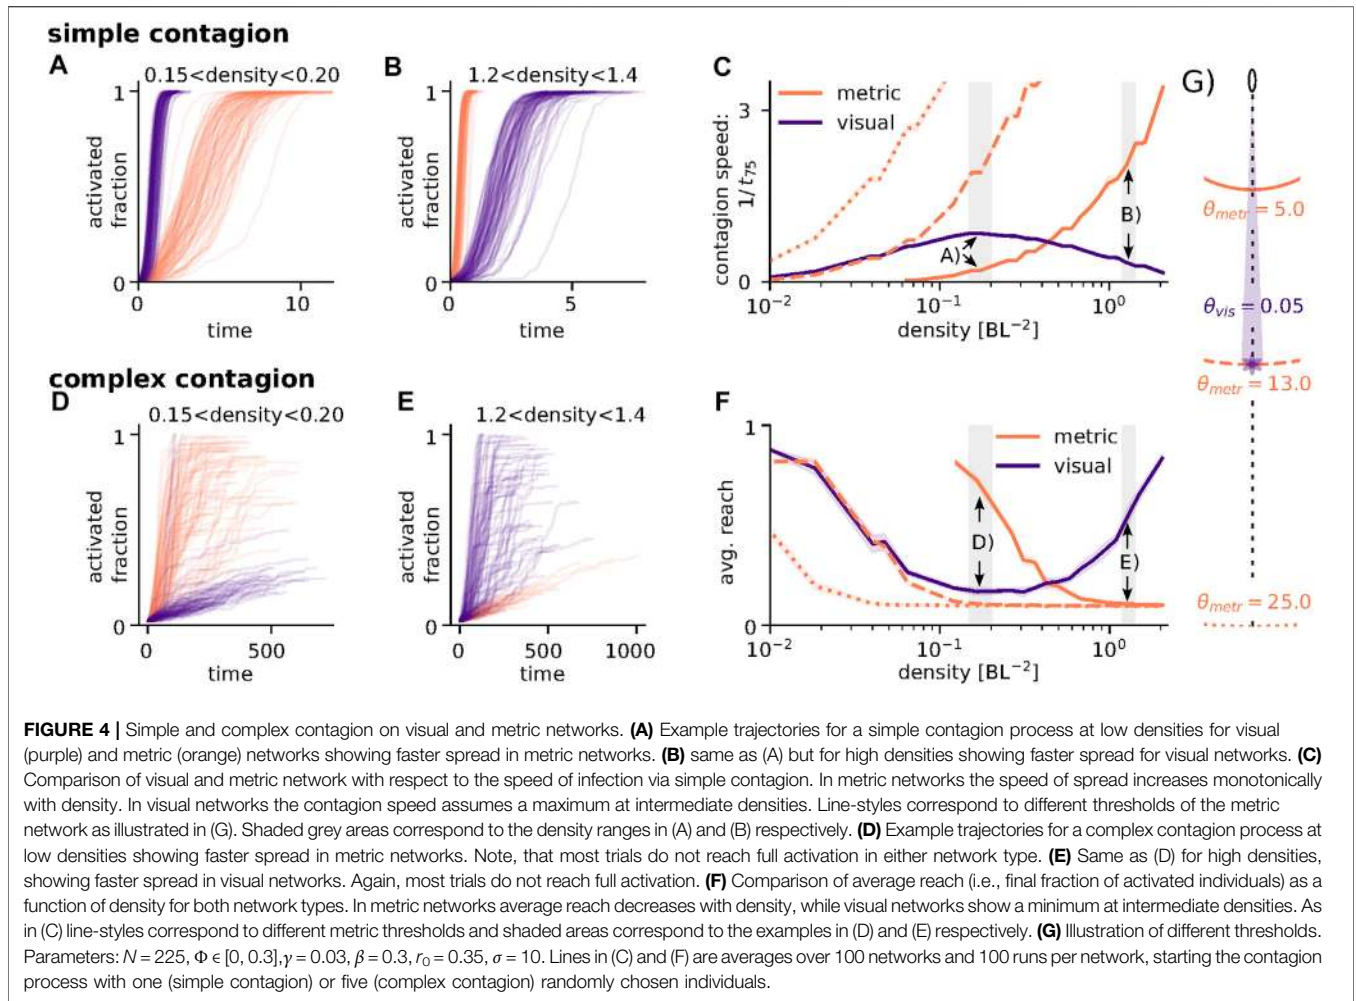 simple contagion
A
0.15<density<0.20
1
activated
fraction
0
0
10
time
B
1.2<density<1.4
1
activated
fraction
0
0
5
time
C
metric
visual
3
contagion speed:
1/t₇₅
0
A)
B)
10⁻²
10⁻¹
10⁰
density [BL⁻²]
G)
θmetr = 5.0
θvis = 0.05
θmetr = 13.0
θmetr = 25.0
complex contagion
D
0.15<density<0.20
1
activated
fraction
0
0
500
time
E
1.2<density<1.4
1
activated
fraction
0
0
500
1000
time
F
metric
visual
1
avg. reach
0
D)
E)
10⁻²
10⁻¹
10⁰
density [BL⁻²]
FIGURE 4 | Simple and complex contagion on visual and metric networks. (A) Example trajectories for a simple contagion process at low densities for visual
(purple) and metric (orange) networks showing faster spread in metric networks. (B) same as (A) but for high densities showing faster spread for visual networks. (C)
Comparison of visual and metric network with respect to the speed of infection via simple contagion. In metric networks the speed of spread increases monotonically
with density. In visual networks the contagion speed assumes a maximum at intermediate densities. Line-styles correspond to different thresholds of the metric
network as illustrated in (G). Shaded grey areas correspond to the density ranges in (A) and (B) respectively. (D) Example trajectories for a complex contagion process at
low densities showing faster spread in metric networks. Note, that most trials do not reach full activation in either network type. (E) Same as (D) for high densities,
showing faster spread in visual networks. Again, most trials do not reach full activation. (F) Comparison of average reach (i.e., final fraction of activated individuals) as a
function of density for both network types. In metric networks average reach decreases with density, while visual networks show a minimum at intermediate densities. As
in (C) line-styles correspond to different metric thresholds and shaded areas correspond to the examples in (D) and (E) respectively. (G) Illustration of different thresholds.
Parameters: N = 225, Φ ϵ [0, 0.3],γ = 0.03, β = 0.3, r₀ = 0.35, σ = 10. Lines in (C) and (F) are averages over 100 networks and 100 runs per network, starting the contagion
process with one (simple contagion) or five (complex contagion) randomly chosen individuals.